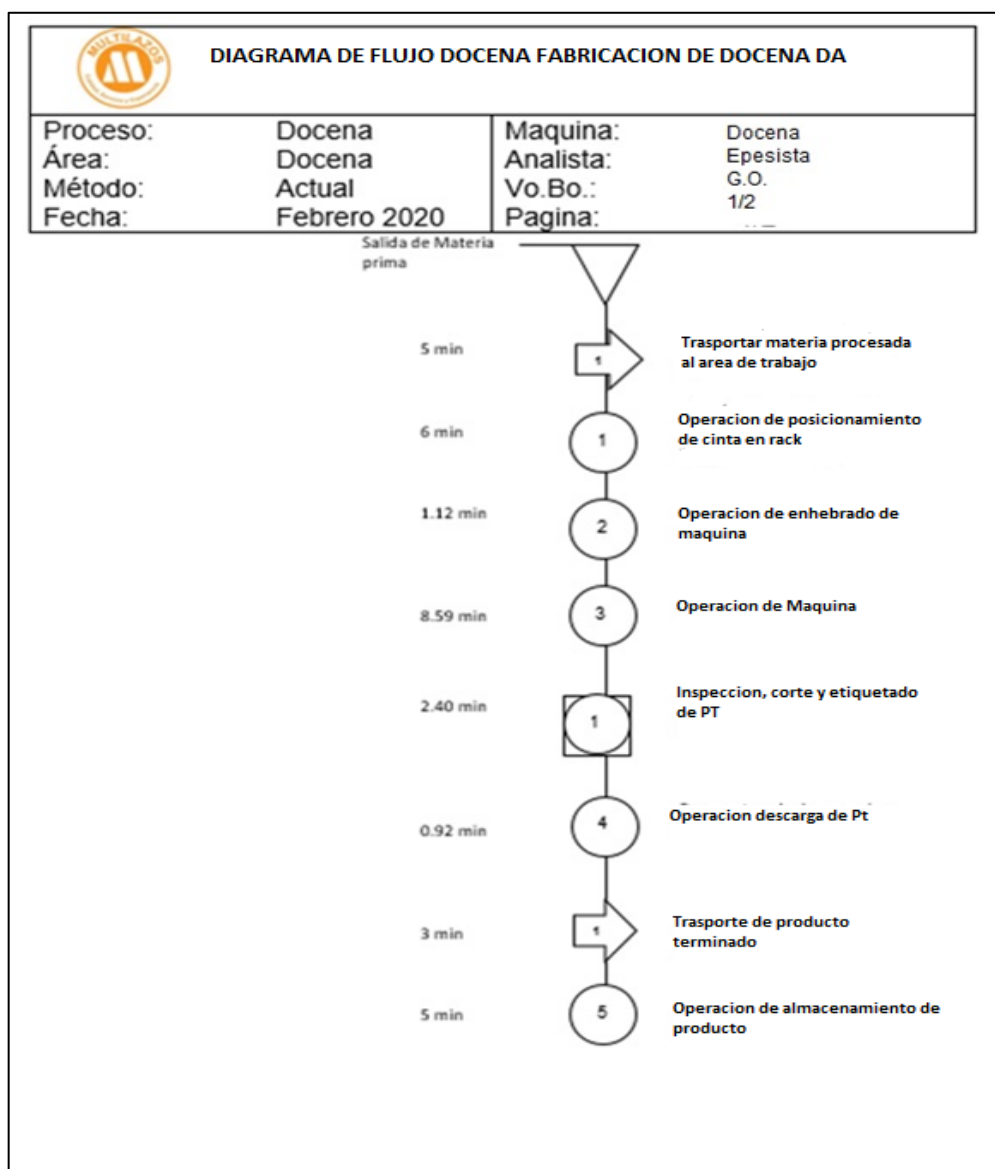 MULTILAZOS
DIAGRAMA DE FLUJO DOCENA FABRICACION DE DOCENA DA
Proceso: Docena
Área: Docena
Método: Actual
Fecha: Febrero 2020
Maquina: Docena
Analista: Epesista
Vo.Bo.: G.O.
Pagina: 1/2
Salida de Materia
prima
5 min
1
Trasportar materia procesada
al area de trabajo
6 min
1
Operacion de posicionamiento
de cinta en rack
1.12 min
2
Operacion de enhebrado de
maquina
8.59 min
3
Operacion de Maquina
2.40 min
1
Inspeccion, corte y etiquetado
de PT
0.92 min
4
Operacion descarga de Pt
3 min
1
Trasporte de producto
terminado
5 min
5
Operacion de almacenamiento de
producto